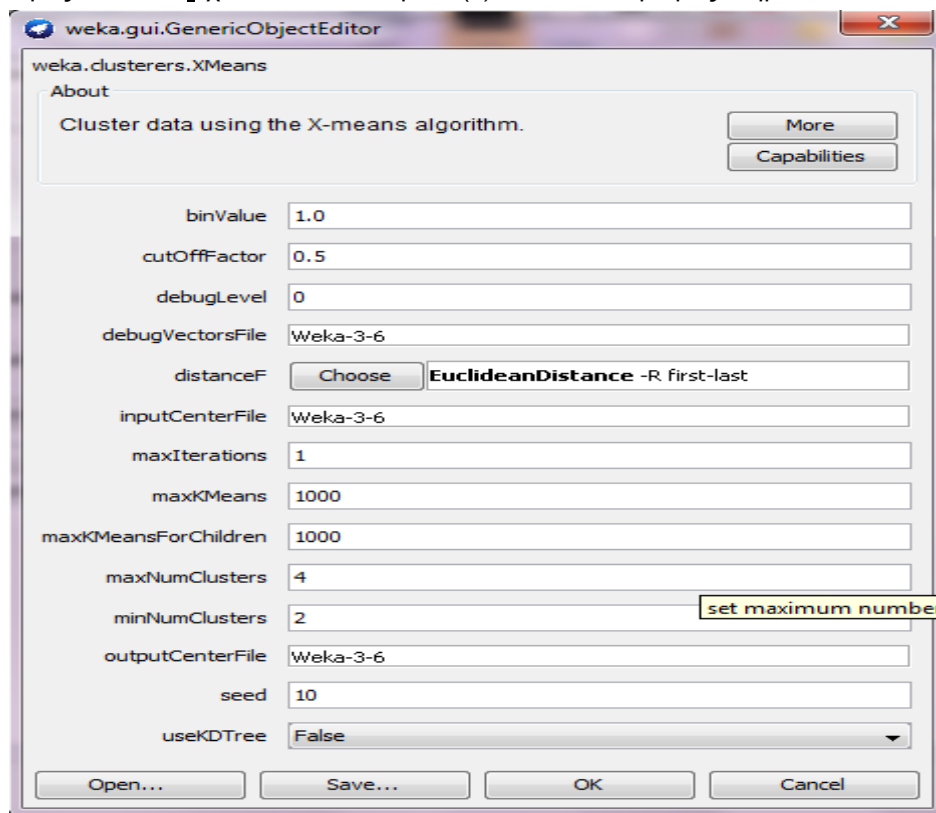 weka.gui.GenericObjectEditor
weka.clusterers.XMeans
About
Cluster data using the X-means algorithm.
More
Capabilities
binValue 1.0
cutOffFactor 0.5
debugLevel 0
debugVectorsFile Weka-3-6
distanceF Choose EuclideanDistance -R first-last
inputCenterFile Weka-3-6
maxIterations 1
maxKMeans 1000
maxKMeansForChildren 1000
maxNumClusters 4
set maximum numbe
minNumClusters 2
outputCenterFile Weka-3-6
seed 10
useKDTree False
Open... Save... OK Cancel